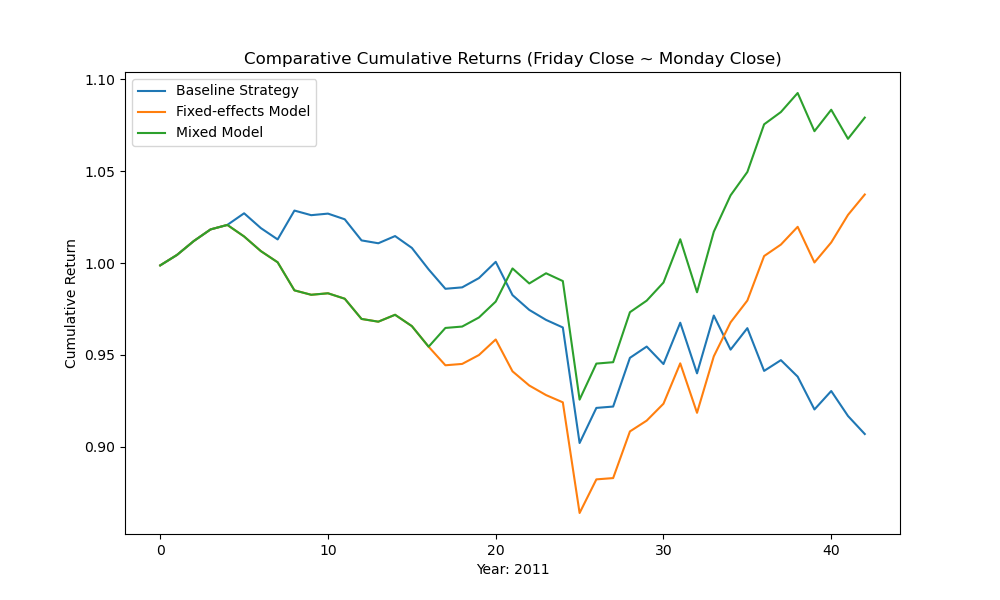 Comparative Cumulative Returns (Friday Close ~ Monday Close)
Baseline Strategy
Fixed-effects Model
Mixed Model
Cumulative Return
1.10
1.05
1.00
0.95
0.90
0 10 20 30 40
Year: 2011